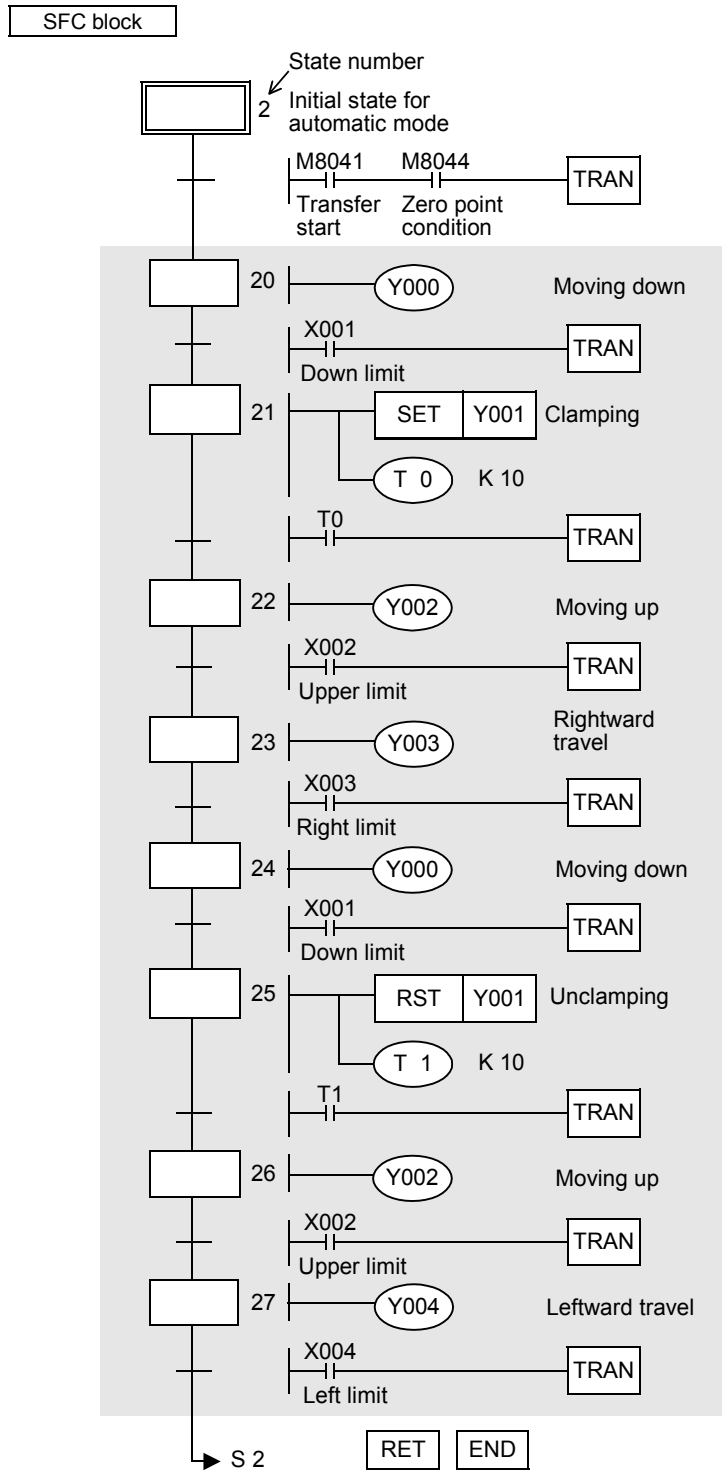 SFC block
State number
2 Initial state for
automatic mode
M8041 M8044
TRAN
Transfer Zero point
start condition
20 Y000 Moving down
X001
TRAN
Down limit
21 SET Y001 Clamping
T 0 K 10
T0
TRAN
22 Y002 Moving up
X002
TRAN
Upper limit
Rightward
23 Y003 travel
X003
TRAN
Right limit
24 Y000 Moving down
X001
TRAN
Down limit
25 RST Y001 Unclamping
T 1 K 10
T1
TRAN
26 Y002 Moving up
X002
TRAN
Upper limit
27 Y004 Leftward travel
X004
TRAN
Left limit
S 2 RET END